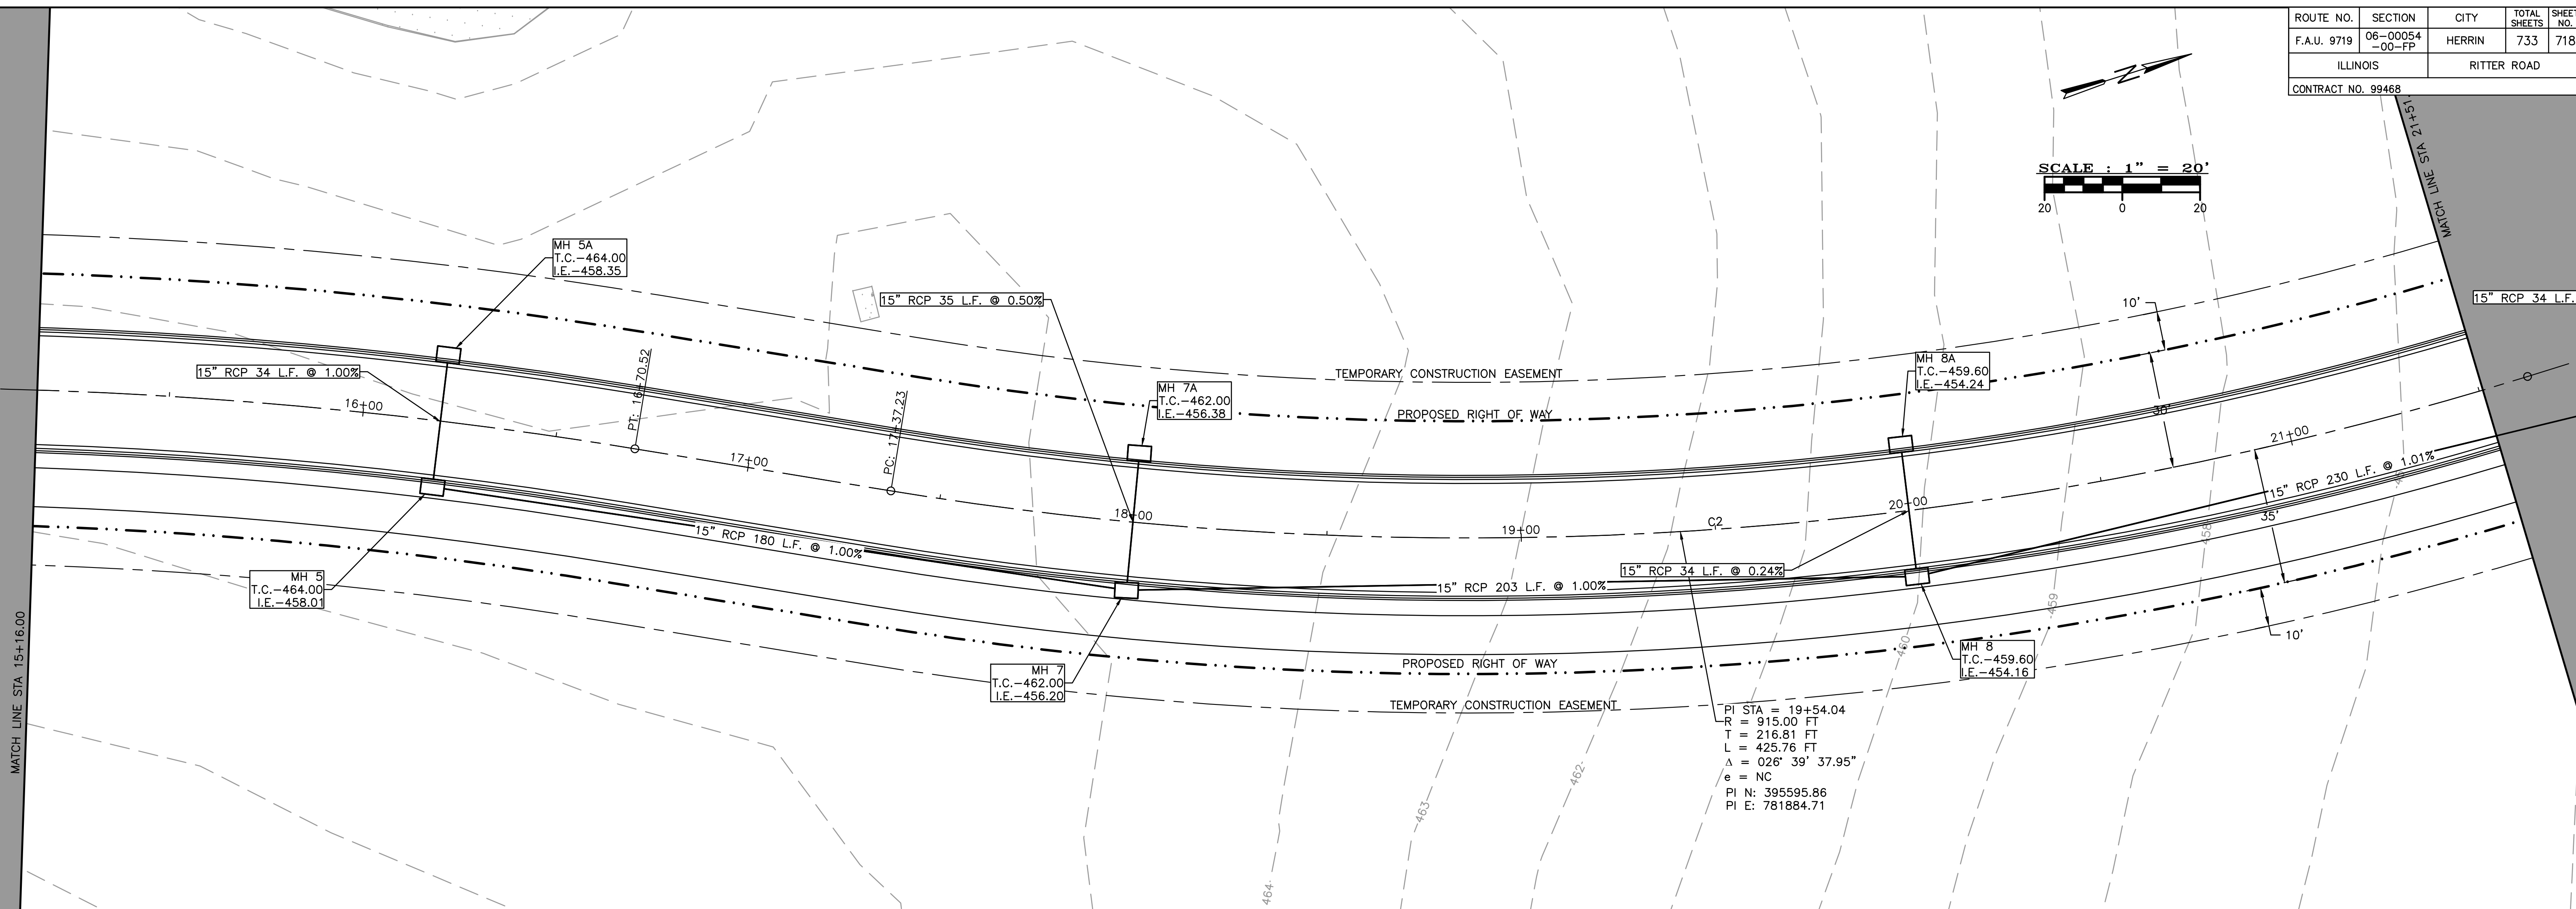 ROUTE NO. SECTION CITY TOTAL SHEETS SHEET NO.
F.A.U. 9719 06-00054 -00-FP HERRIN 733 718
ILLINOIS RITTER ROAD
CONTRACT NO. 99468
N
SCALE : 1" = 20'
20 0 20
MATCH LINE STA 21+51.
MH 5A
T.C.-464.00
I.E.-458.35
15" RCP 35 L.F. @ 0.50%
15" RCP 34 L.F.
10'
15" RCP 34 L.F. @ 1.00%
16+00
PT: 16+70.52
17+00
PC: 17+37.23
MH 7A
T.C.-462.00
I.E.-456.38
TEMPORARY CONSTRUCTION EASEMENT
PROPOSED RIGHT OF WAY
MH 8A
T.C.-459.60
I.E.-454.24
30'
21+00
15" RCP 230 L.F. @ 1.01%
18+00
19+00
C2
20+00
35'
458
15" RCP 180 L.F. @ 1.00%
15" RCP 34 L.F. @ 0.24%
15" RCP 203 L.F. @ 1.00%
MH 5
T.C.-464.00
I.E.-458.01
459
460
10'
MH 7
T.C.-462.00
I.E.-456.20
PROPOSED RIGHT OF WAY
TEMPORARY CONSTRUCTION EASEMENT
MH 8
T.C.-459.60
I.E.-454.16
MATCH LINE STA 15+16.00
PI STA = 19+54.04
R = 915.00 FT
T = 216.81 FT
L = 425.76 FT
Δ = 026° 39' 37.95"
e = NC
PI N: 395595.86
PI E: 781884.71
462
463
464